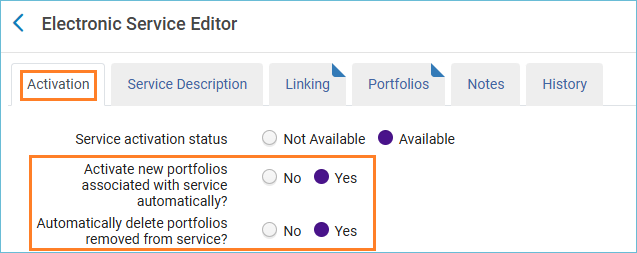 Electronic Service Editor
Activation Service Description Linking Portfolios Notes History
Service activation status Not Available Available
Activate new portfolios
associated with service No Yes
automatically?
Automatically delete portfolios No Yes
removed from service?